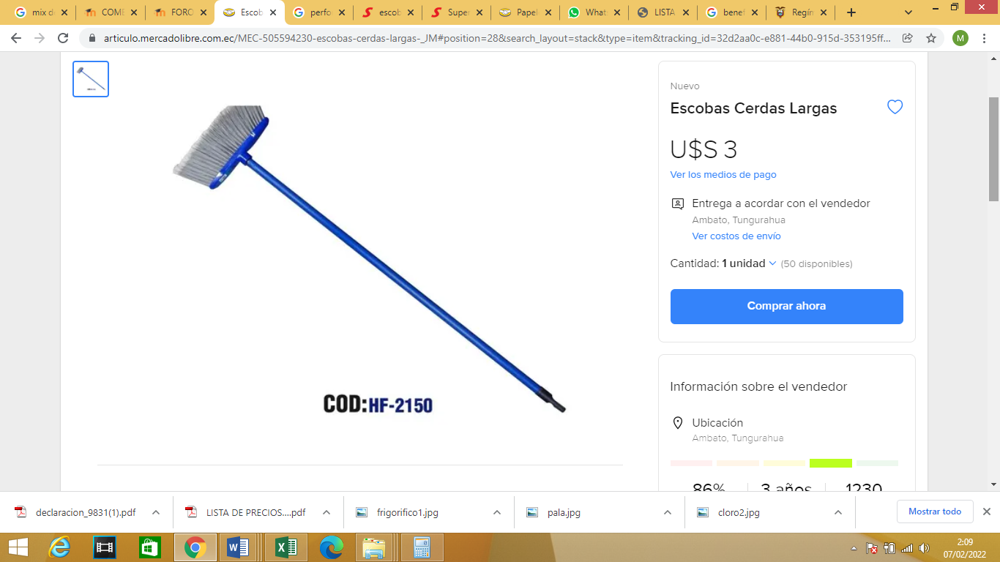 mix d
COME
FORO
Escob
perfo
escob
Super
Papel
What
LISTA
benef
Regín
articulo.mercadolibre.com.ec/MEC-505594230-escobas-cerdas-largas-_JM#position=28&search_layout=stack&type=item&tracking_id=32d2aa0c-e881-44b0-915d-353195ff...
M
Nuevo
Escobas Cerdas Largas
U$S 3
Ver los medios de pago
Entrega a acordar con el vendedor
Ambato, Tungurahua
Ver costos de envío
Cantidad: 1 unidad (50 disponibles)
Comprar ahora
COD:HF-2150
Información sobre el vendedor
Ubicación
Ambato, Tungurahua
86% 3 años 1230
declaracion_9831(1).pdf
LISTA DE PRECIOS....pdf
frigorifico1.jpg
pala.jpg
cloro2.jpg
Mostrar todo
2:09
07/02/2022